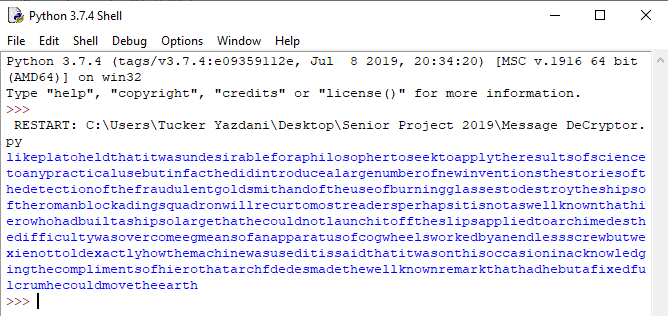 Python 3.7.4 Shell
File Edit Shell Debug Options Window Help
Python 3.7.4 (tags/v3.7.4:e09359112e, Jul  8 2019, 20:34:20) [MSC v.1916 64 bit
(AMD64)] on win32
Type "help", "copyright", "credits" or "license()" for more information.
>>>
 RESTART: C:\Users\Tucker Yazdani\Desktop\Senior Project 2019\Message DeCryptor.
py
likeplatoheldthatitwasundesirableforaphilosophertoseektoapplytheresultsofscience
toanypracticalusebutinfacthedidintroducealargenumberofnewinventionsthestoriesoft
hedetectionofthefraudulentgoldsmithandoftheuseofburningglassestodestroytheshipso
ftheromanblockadingsquadronwillrecurtomostreadersperhapsitisnotaswellknownthathi
erowhohadbuiltashipsolargethathecouldnotlaunchitofftheslipsappliedtoarchimedesth
edifficultywasovercomeegmeansofanapparatusofcogwheelsworkedbyanendlessscrewbutwe
xienottoldexactlyhowthemachinewasuseditissaidthatitwasonthisoccasioninacknowledg
ingthecomplimentsofhierothatarchfdedesmadethewellknownremarkthathadhebutafixedfu
lcrumhecouldmovetheearth
>>>